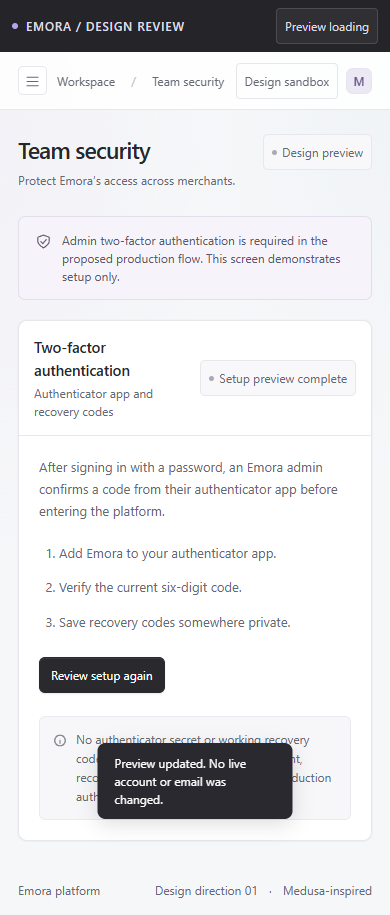 EMORA / DESIGN REVIEW
Preview loading
Workspace / Team security
Design sandbox
M
Team security
Design preview
Protect Emora's access across merchants.
Admin two-factor authentication is required in the
proposed production flow. This screen demonstrates
setup only.
Two-factor
authentication
Authenticator app and
recovery codes
Setup preview complete
After signing in with a password, an Emora admin
confirms a code from their authenticator app before
entering the platform.
1. Add Emora to your authenticator app.
2. Verify the current six-digit code.
3. Save recovery codes somewhere private.
Review setup again
No authenticator secret or working recovery
Preview updated. No live
account or email was
changed.
Emora platform
Design direction 01 · Medusa-inspired